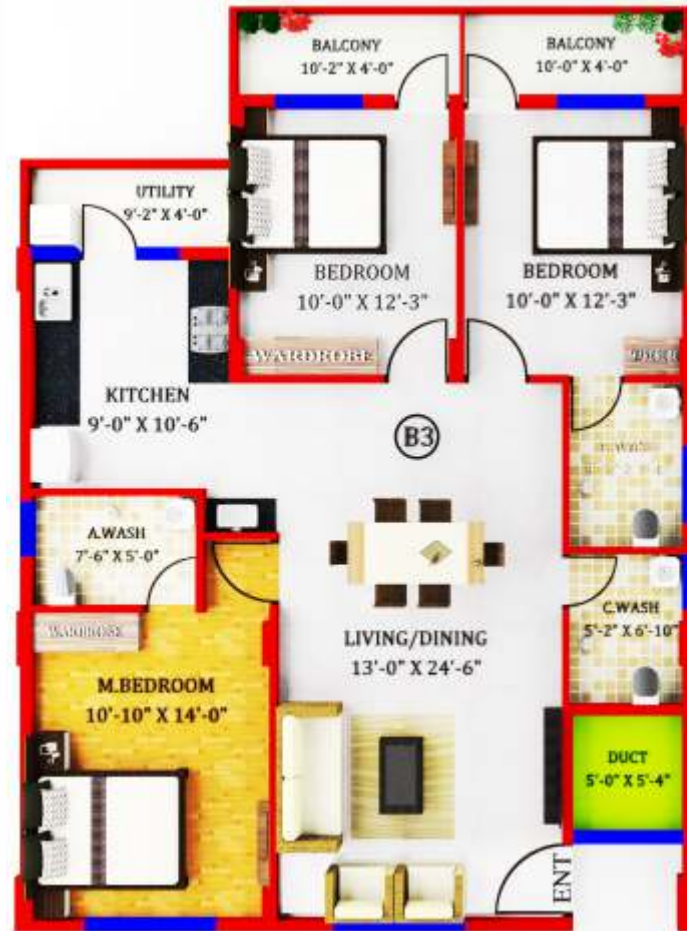 BALCONY
10'-2" X 4'-0"
BALCONY
10'-0" X 4'-0"
UTILITY
9'-2" X 4'-0"
BEDROOM
10'-0" X 12'-3"
BEDROOM
10'-0" X 12'-3"
WARDROBE
KITCHEN
9'-0" X 10'-6"
B3
A.WASH
7'-6" X 5'-0"
WARDROBE
LIVING/DINING
13'-0" X 24'-6"
C.WASH
5'-2" X 6'-10"
M.BEDROOM
10'-10" X 14'-0"
DUCT
5'-0" X 5'-4"
ENT